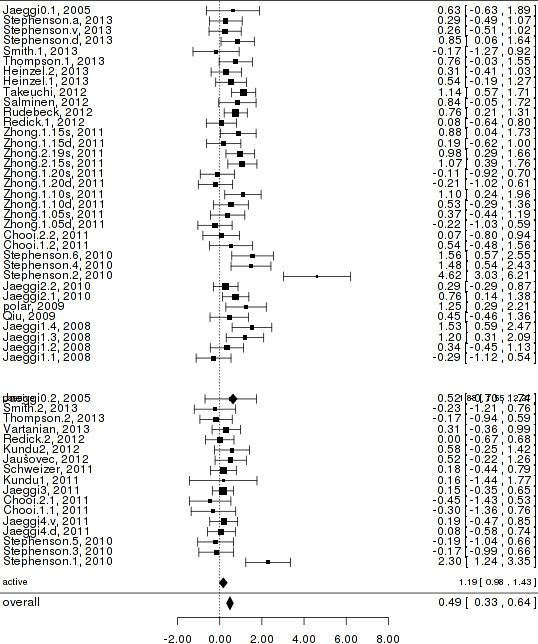 Jaeggi0.1, 2005 0.63 [ -0.63 , 1.89 ]
Stephenson.a, 2013 0.29 [ -0.49 , 1.07 ]
Stephenson.v, 2013 0.26 [ -0.51 , 1.02 ]
Stephenson.d, 2013 0.85 [ 0.06 , 1.64 ]
Smith.1, 2013 -0.17 [ -1.27 , 0.92 ]
Thompson.1, 2013 0.76 [ -0.03 , 1.55 ]
Heinzel.2, 2013 0.31 [ -0.41 , 1.03 ]
Heinzel.1, 2013 0.54 [ -0.19 , 1.27 ]
Takeuchi, 2012 1.14 [ 0.57 , 1.71 ]
Salminen, 2012 0.84 [ -0.05 , 1.72 ]
Rudebeck, 2012 0.76 [ 0.21 , 1.31 ]
Redick.1, 2012 0.08 [ -0.64 , 0.80 ]
Zhong.1.15s, 2011 0.88 [ 0.04 , 1.73 ]
Zhong.1.15d, 2011 0.19 [ -0.62 , 1.00 ]
Zhong.2.19s, 2011 0.98 [ 0.29 , 1.66 ]
Zhong.2.15s, 2011 1.07 [ 0.39 , 1.76 ]
Zhong.1.20s, 2011 -0.11 [ -0.92 , 0.70 ]
Zhong.1.20d, 2011 -0.21 [ -1.02 , 0.61 ]
Zhong.1.10s, 2011 1.10 [ 0.24 , 1.96 ]
Zhong.1.10d, 2011 0.53 [ -0.29 , 1.36 ]
Zhong.1.05s, 2011 0.37 [ -0.44 , 1.19 ]
Zhong.1.05d, 2011 -0.22 [ -1.03 , 0.59 ]
Chooi.2.2, 2011 0.07 [ -0.80 , 0.94 ]
Chooi.1.2, 2011 0.54 [ -0.48 , 1.56 ]
Stephenson.6, 2010 1.56 [ 0.57 , 2.55 ]
Stephenson.4, 2010 1.48 [ 0.54 , 2.43 ]
Stephenson.2, 2010 4.62 [ 3.03 , 6.21 ]
Jaeggi2.2, 2010 0.29 [ -0.29 , 0.87 ]
Jaeggi2.1, 2010 0.76 [ 0.14 , 1.38 ]
polar, 2009 1.25 [ 0.29 , 2.21 ]
Qiu, 2009 0.45 [ -0.46 , 1.36 ]
Jaeggi1.4, 2008 1.53 [ 0.59 , 2.47 ]
Jaeggi1.3, 2008 1.20 [ 0.31 , 2.09 ]
Jaeggi1.2, 2008 0.34 [ -0.45 , 1.13 ]
Jaeggi1.1, 2008 -0.29 [ -1.12 , 0.54 ]
Jaeggi0.2, 2005 0.52
Smith.2, 2013 -0.23 [ -1.21 , 0.76 ]
Thompson.2, 2013 -0.17 [ -0.94 , 0.59 ]
Vartanian, 2013 0.31 [ -0.36 , 0.99 ]
Redick.2, 2012 0.00 [ -0.67 , 0.68 ]
Kundu2, 2012 0.58 [ -0.25 , 1.42 ]
Jaušovec, 2012 0.52 [ -0.22 , 1.26 ]
Schweizer, 2011 0.18 [ -0.44 , 0.79 ]
Kundu1, 2011 0.16 [ -1.44 , 1.77 ]
Jaeggi3, 2011 0.15 [ -0.35 , 0.65 ]
Chooi.2.1, 2011 -0.45 [ -1.43 , 0.53 ]
Chooi.1.1, 2011 -0.30 [ -1.36 , 0.76 ]
Jaeggi4.v, 2011 0.19 [ -0.47 , 0.85 ]
Jaeggi4.d, 2011 0.08 [ -0.58 , 0.74 ]
Stephenson.5, 2010 -0.19 [ -1.04 , 0.66 ]
Stephenson.3, 2010 -0.17 [ -0.99 , 0.66 ]
Stephenson.1, 2010 2.30 [ 1.24 , 3.35 ]
active 1.19 [ 0.98 , 1.43 ]
overall 0.49 [ 0.33 , 0.64 ]
-2.00 0.00 2.00 4.00 6.00 8.00